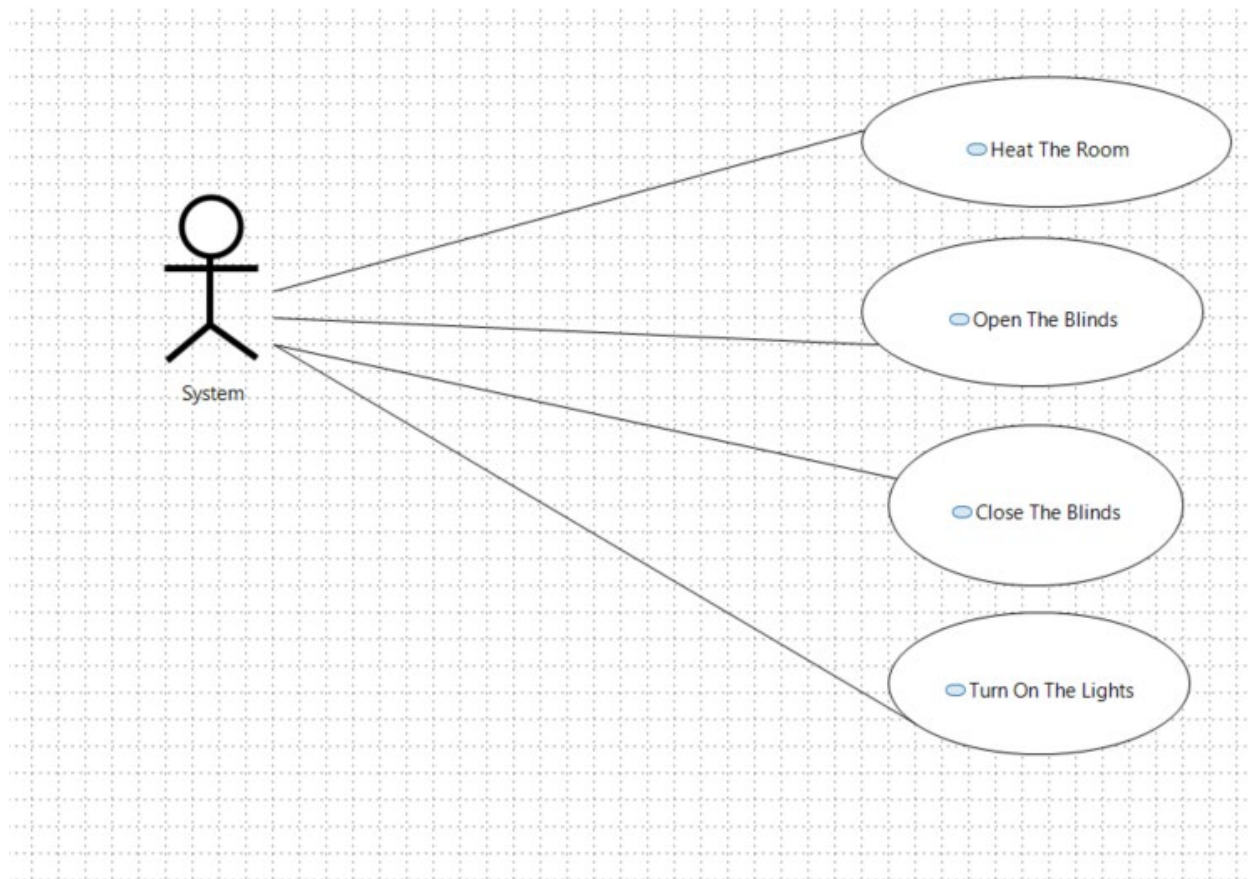 Heat The Room
Open The Blinds
System
Close The Blinds
Turn On The Lights